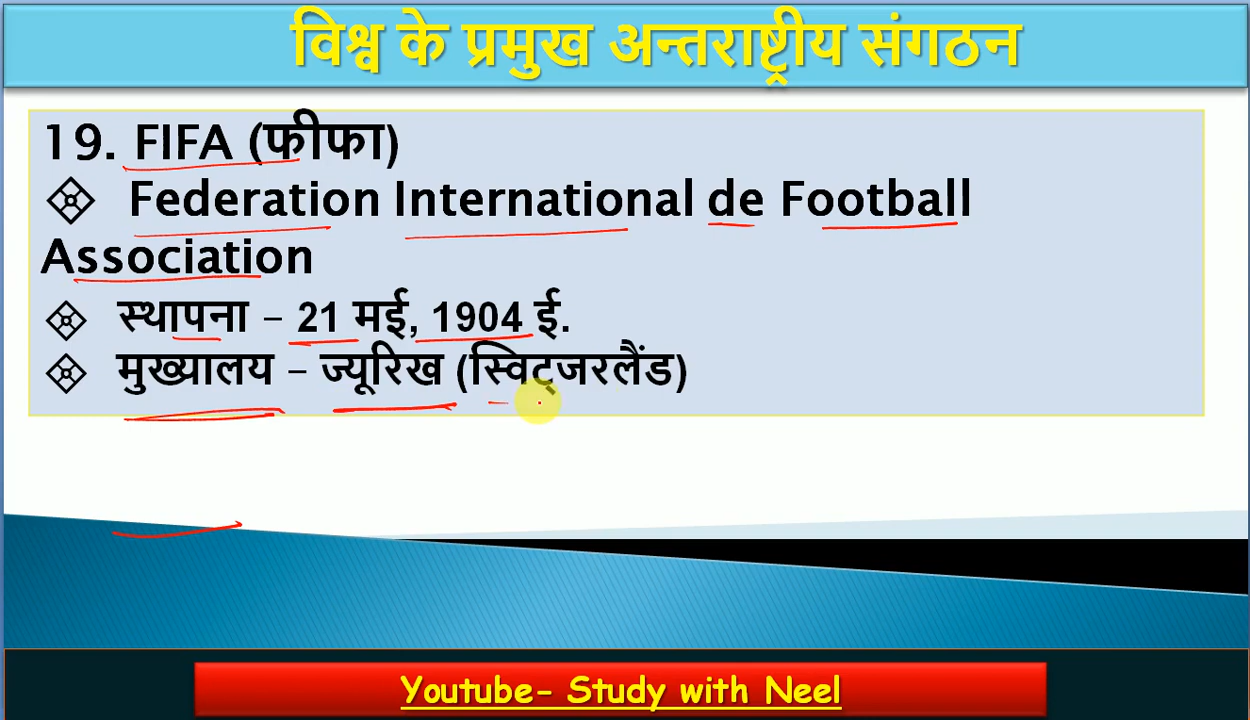 विश्व के प्रमुख अन्तराष्ट्रीय संगठन
19. FIFA (फीफा)
Federation International de Football
Association
स्थापना – 21 मई, 1904 ई.
मुख्यालय – ज्यूरिख (स्विट्जरलैंड)
Youtube- Study with Neel